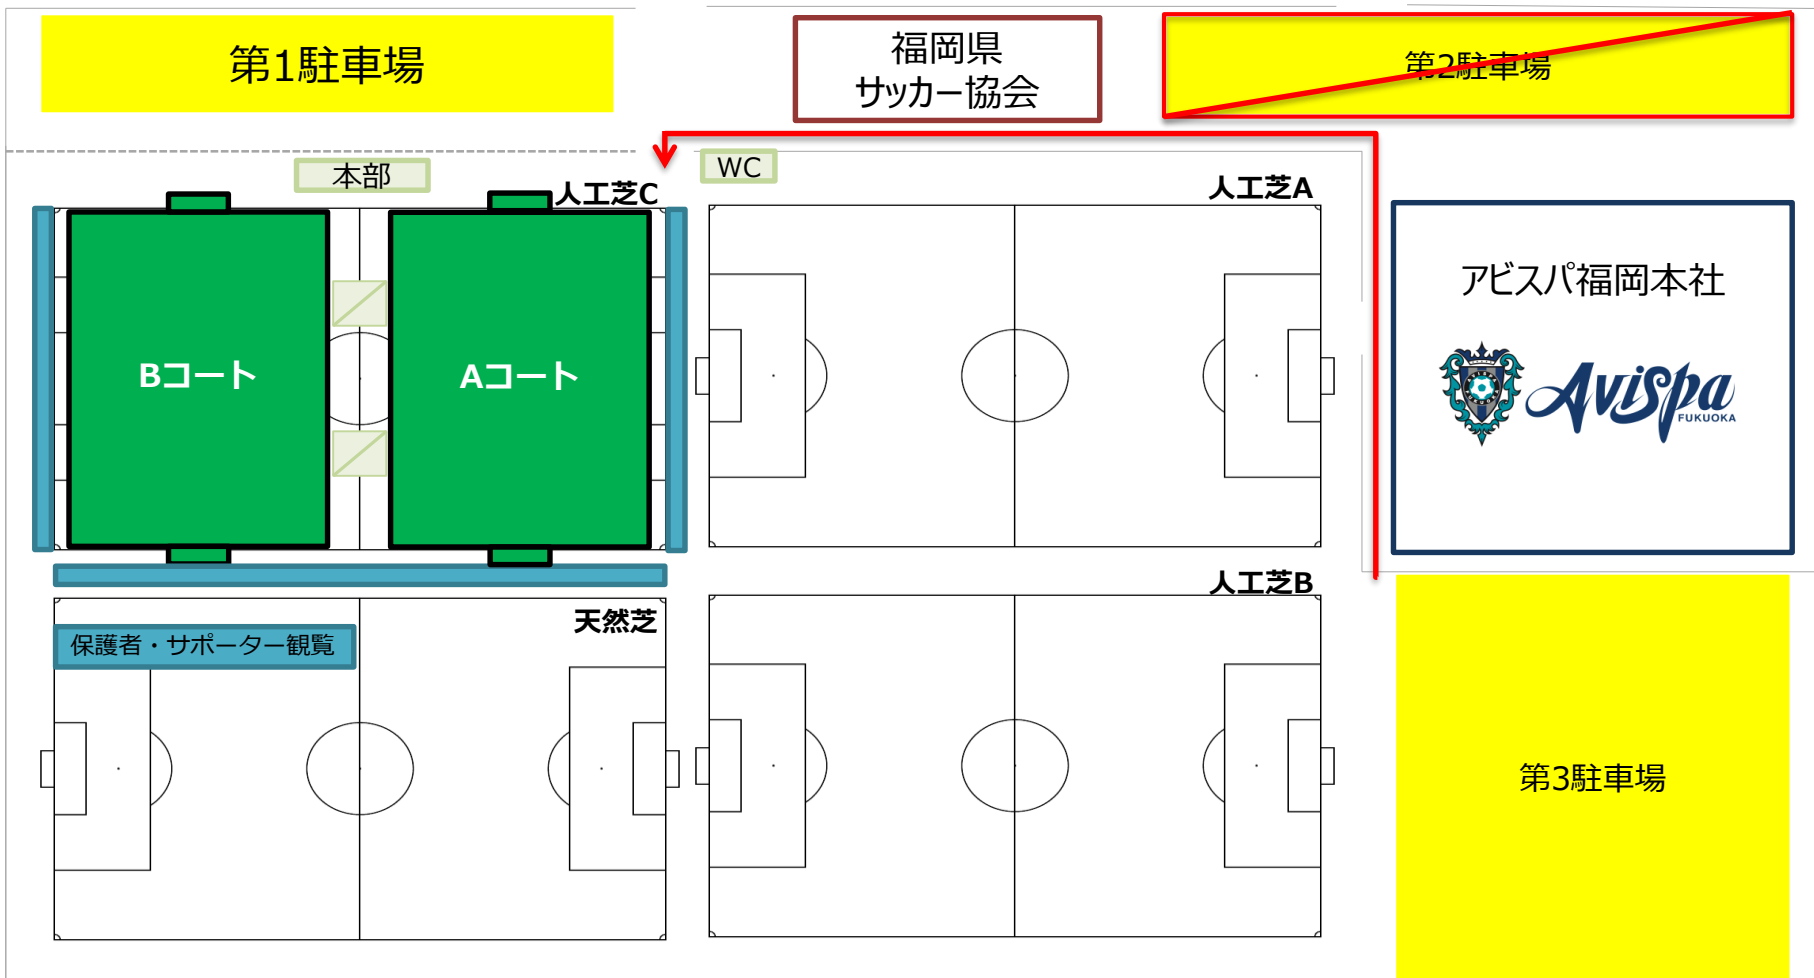 第1駐車場
福岡県
サッカー協会
第2駐車場
本部
WC
人工芝C
人工芝A
アビスパ福岡本社
Bコート
Aコート
Avispa
FUKUOKA
人工芝B
天然芝
保護者・サポーター観覧
第3駐車場